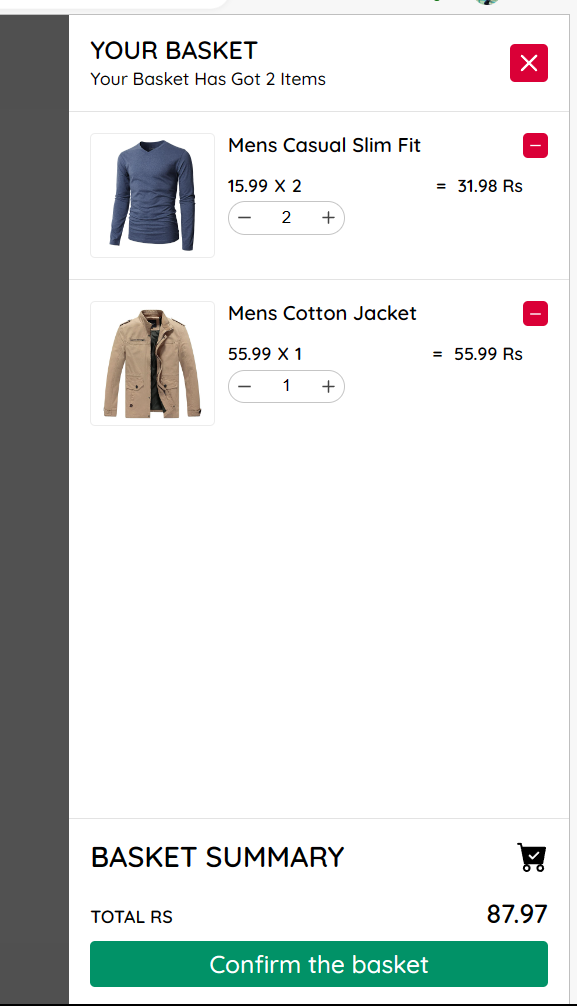 YOUR BASKET
Your Basket Has Got 2 Items
Mens Casual Slim Fit
15.99 X 2 = 31.98 Rs
2
Mens Cotton Jacket
55.99 X 1 = 55.99 Rs
1
BASKET SUMMARY
TOTAL RS 87.97
Confirm the basket